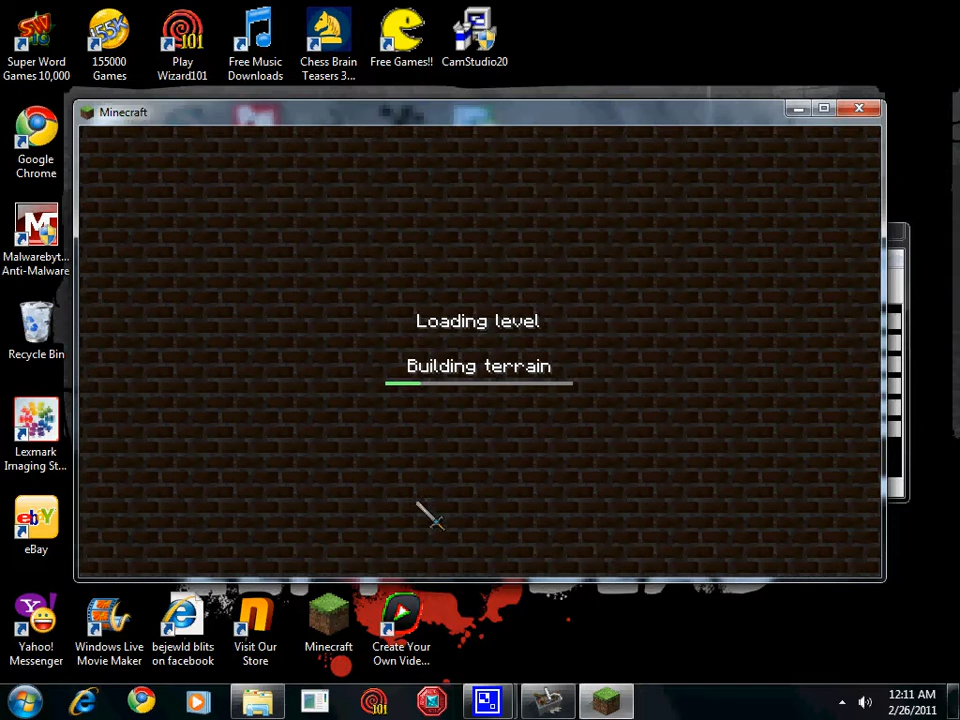 Super Word
Games 10,000
155000
Games
Play
Wizard101
Free Music
Downloads
Chess Brain
Teasers 3...
Free Games!!
CamStudio20
Minecraft
Google
Chrome
Malwarebyt...
Anti-Malware
Recycle Bin
Loading level
Building terrain
Lexmark
Imaging St...
eBay
Yahoo!
Messenger
Windows Live
Movie Maker
bejewld blits
on facebook
Visit Our
Store
Minecraft
Create Your
Own Vide...
12:11 AM
2/26/2011